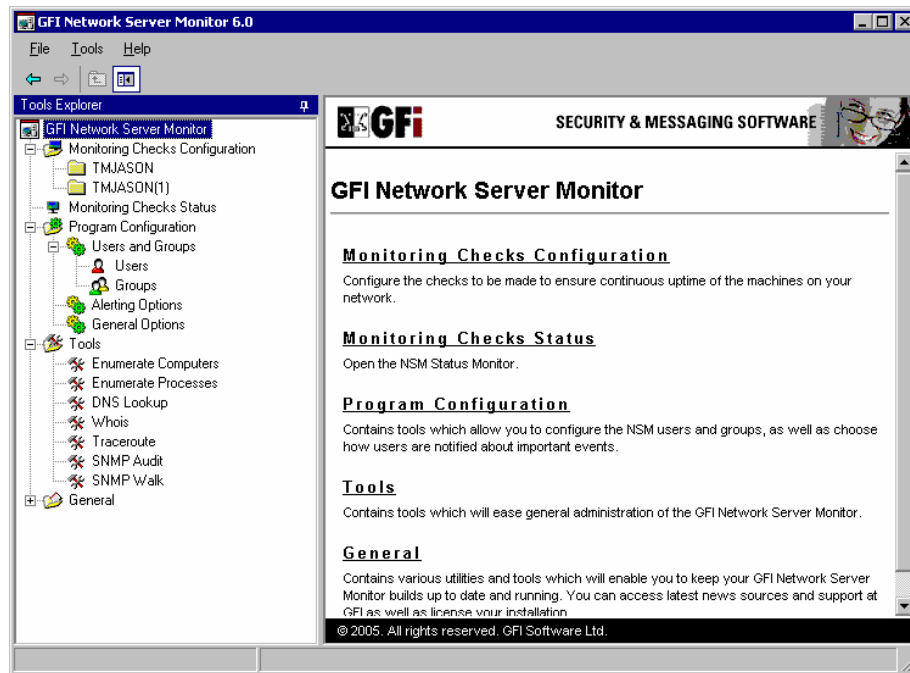 GFI Network Server Monitor 6.0
File Tools Help
Tools Explorer
GFI Network Server Monitor
Monitoring Checks Configuration
TMJASON
TMJASON(1)
Monitoring Checks Status
Program Configuration
Users and Groups
Users
Groups
Alerting Options
General Options
Tools
Enumerate Computers
Enumerate Processes
DNS Lookup
Whois
Traceroute
SNMP Audit
SNMP Walk
General
GFi SECURITY & MESSAGING SOFTWARE
GFI Network Server Monitor
Monitoring Checks Configuration
Configure the checks to be made to ensure continuous uptime of the machines on your
network.
Monitoring Checks Status
Open the NSM Status Monitor.
Program Configuration
Contains tools which allow you to configure the NSM users and groups, as well as choose
how users are notified about important events.
Tools
Contains tools which will ease general administration of the GFI Network Server Monitor.
General
Contains various utilities and tools which will enable you to keep your GFI Network Server
Monitor builds up to date and running. You can access latest news sources and support at
GFI as well as license your installation
© 2005. All rights reserved. GFI Software Ltd.